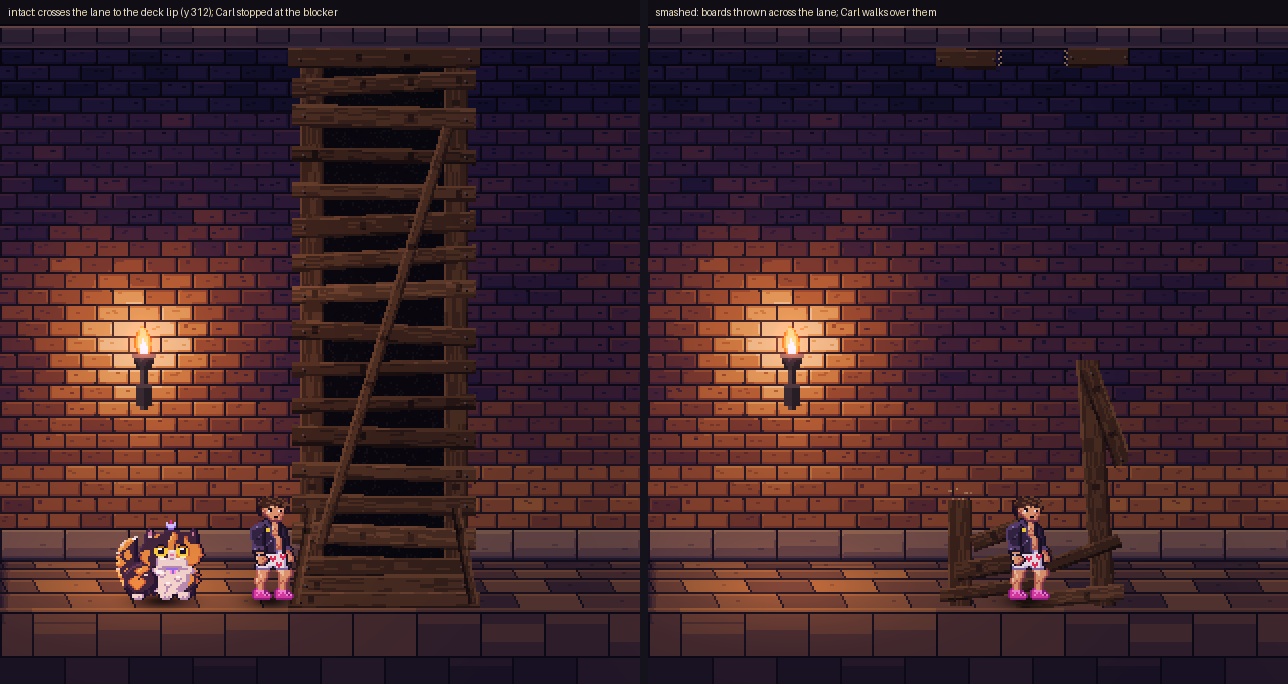 intact: crosses the lane to the deck lip (y 312); Carl stopped at the blocker
smashed: boards thrown across the lane; Carl walks over them